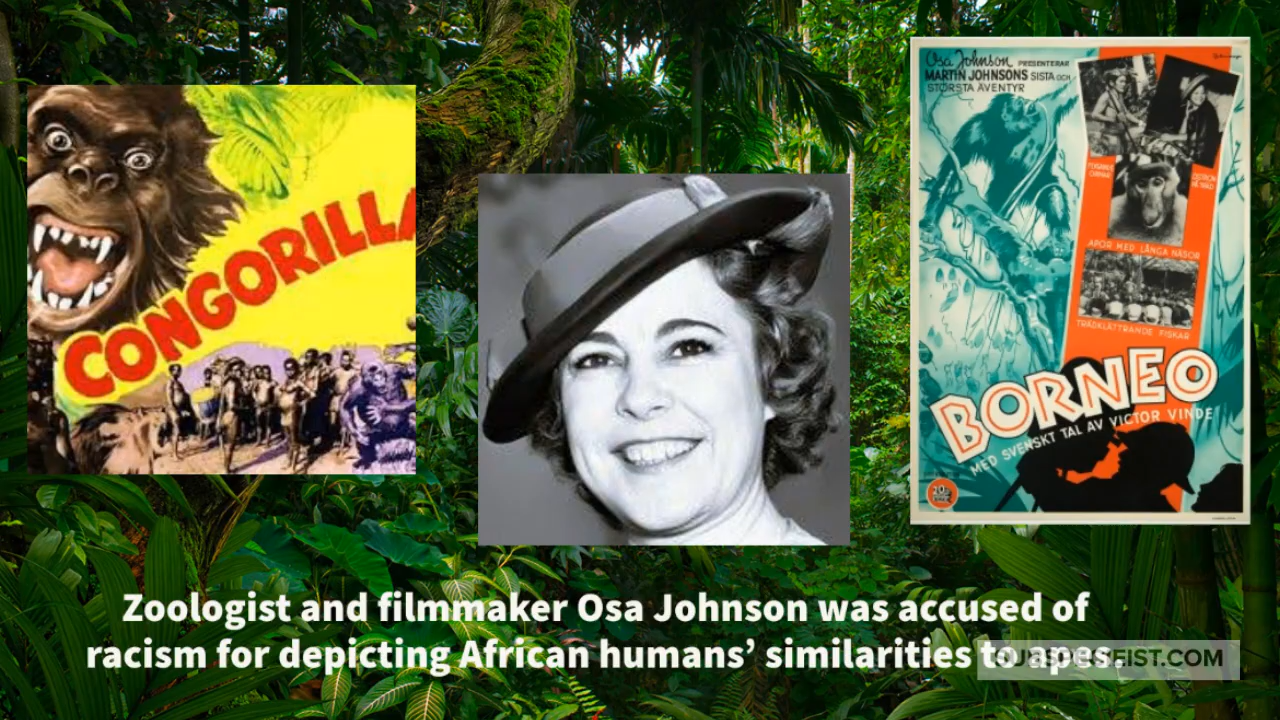 CONGORILLA
Osa Johnson PRESENTERAR
MARTIN JOHNSONS SISTA OCH
STÖRSTA ÄVENTYR
APOR MED LÅNGA NÄSOR
TRÄDKLÄTTRANDE FISKAR
BORNEO
MED SVENSKT TAL AV VICTOR VINDE
Zoologist and filmmaker Osa Johnson was accused of
racism for depicting African humans’ similarities to apes.